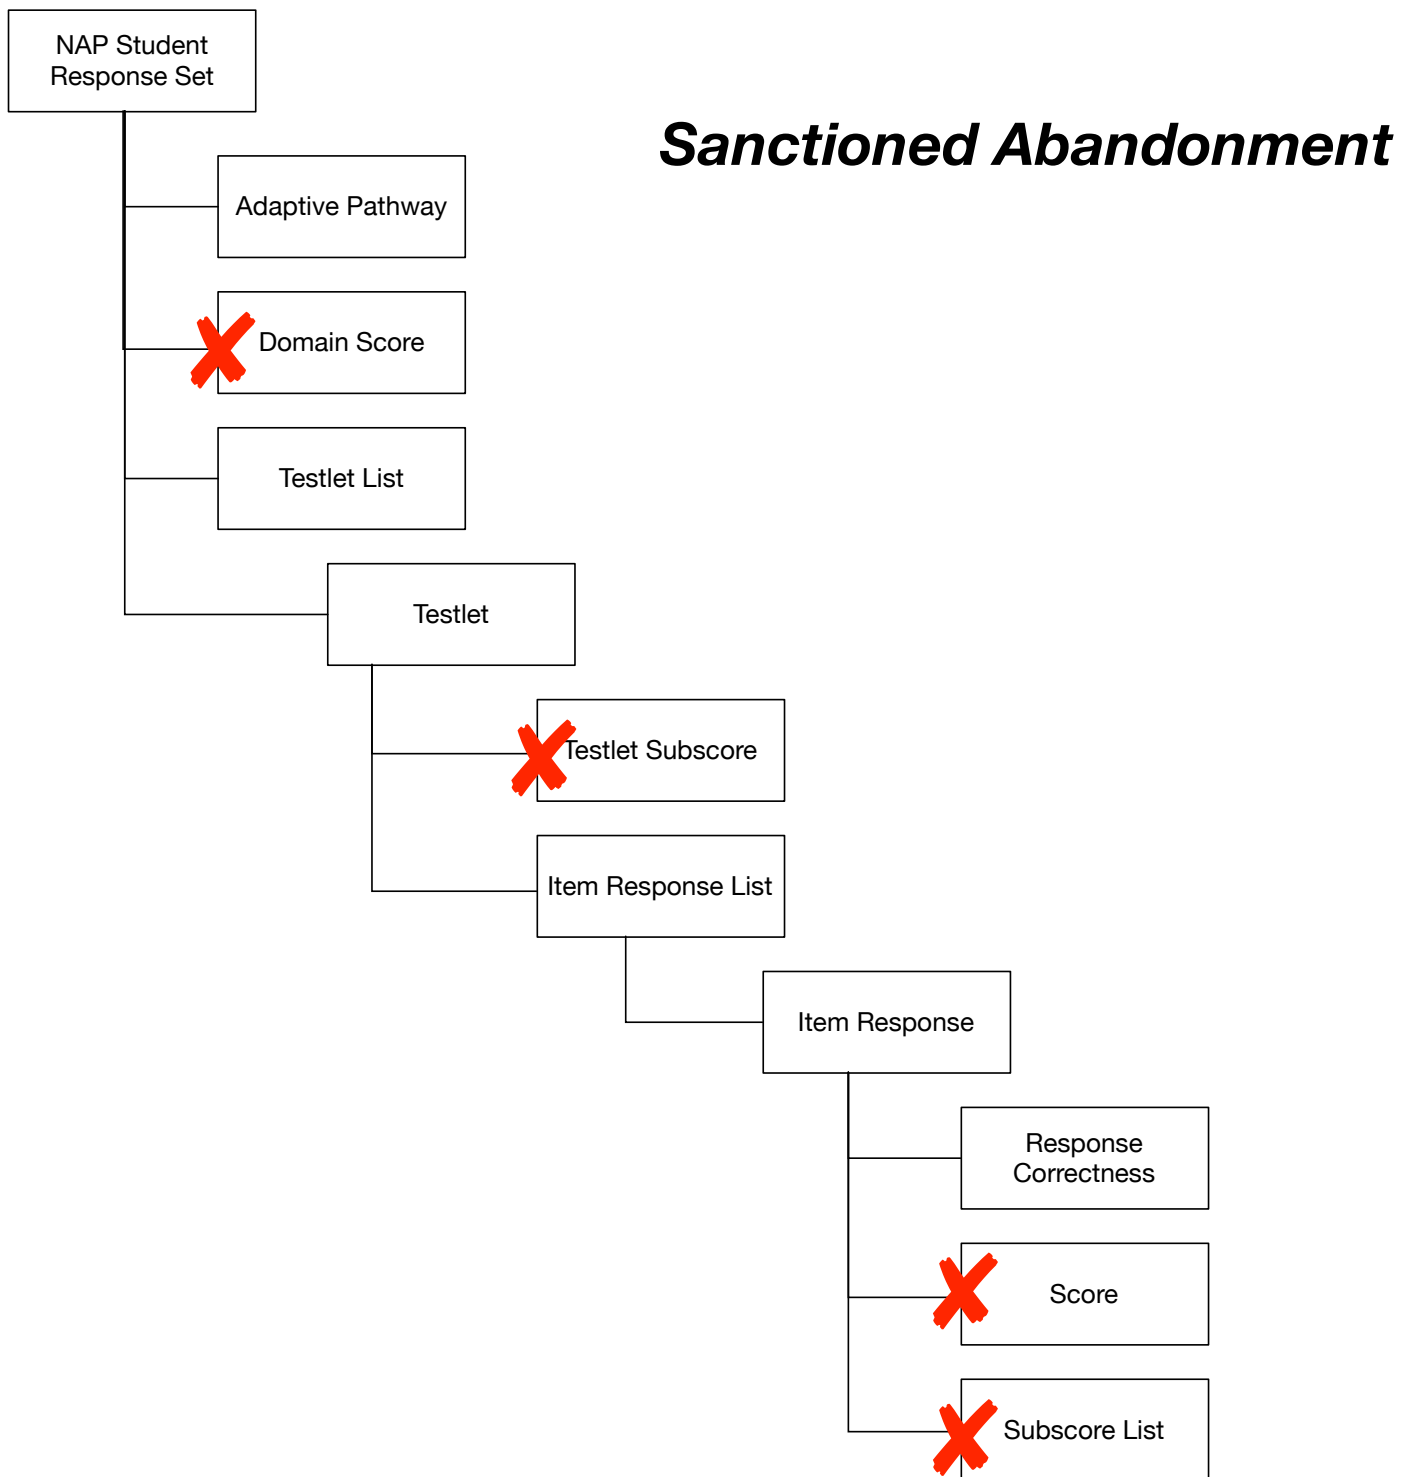 NAP Student
Response Set
Sanctioned Abandonment
Adaptive Pathway
Domain Score
Testlet List
Testlet
Testlet Subscore
Item Response List
Item Response
Response
Correctness
Score
Subscore List